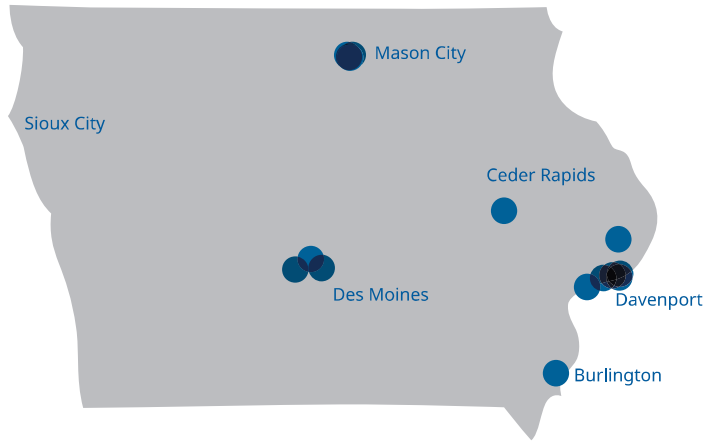 Mason City
Sioux City
Ceder Rapids
Des Moines
Davenport
Burlington